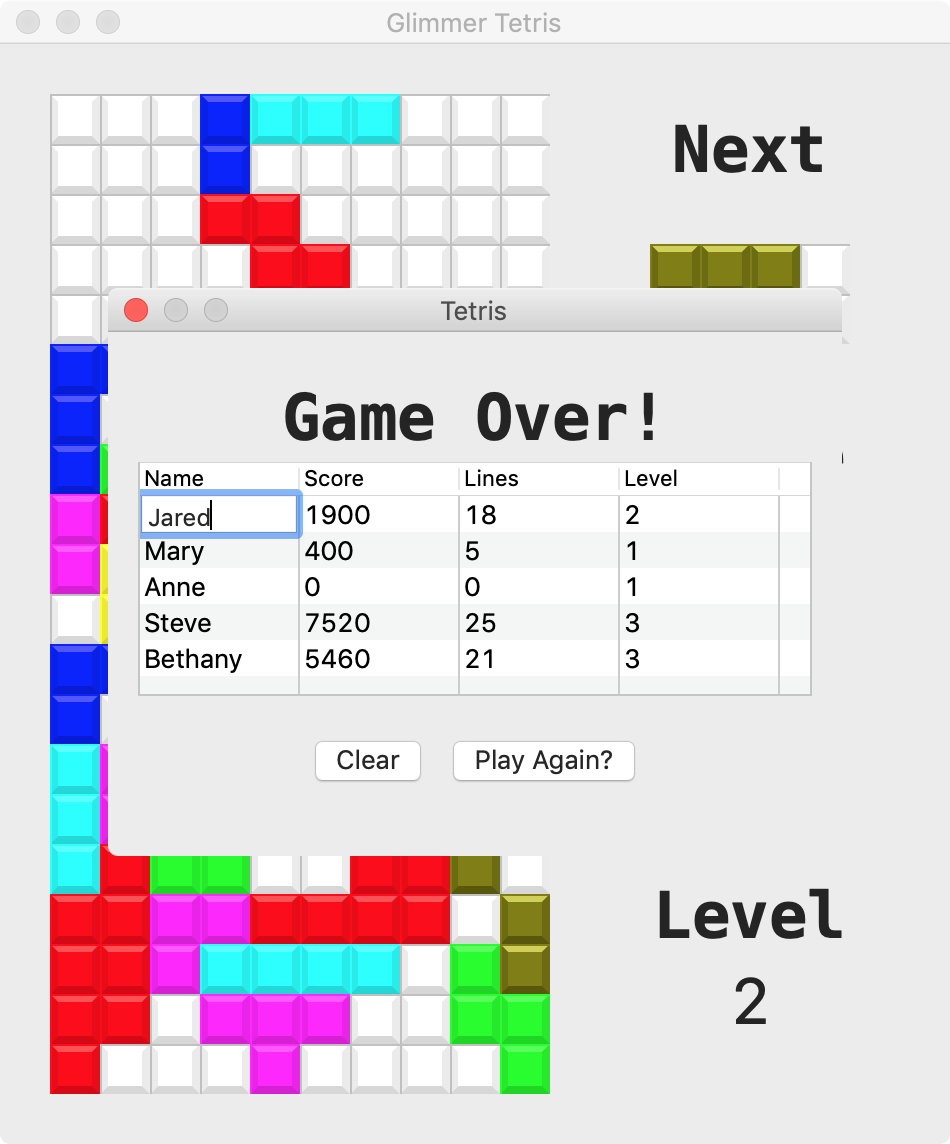 Glimmer Tetris
Next
Tetris
Game Over!
Name Score Lines Level
Jared 1900 18 2
Mary 400 5 1
Anne 0 0 1
Steve 7520 25 3
Bethany 5460 21 3
Clear Play Again?
Level
2